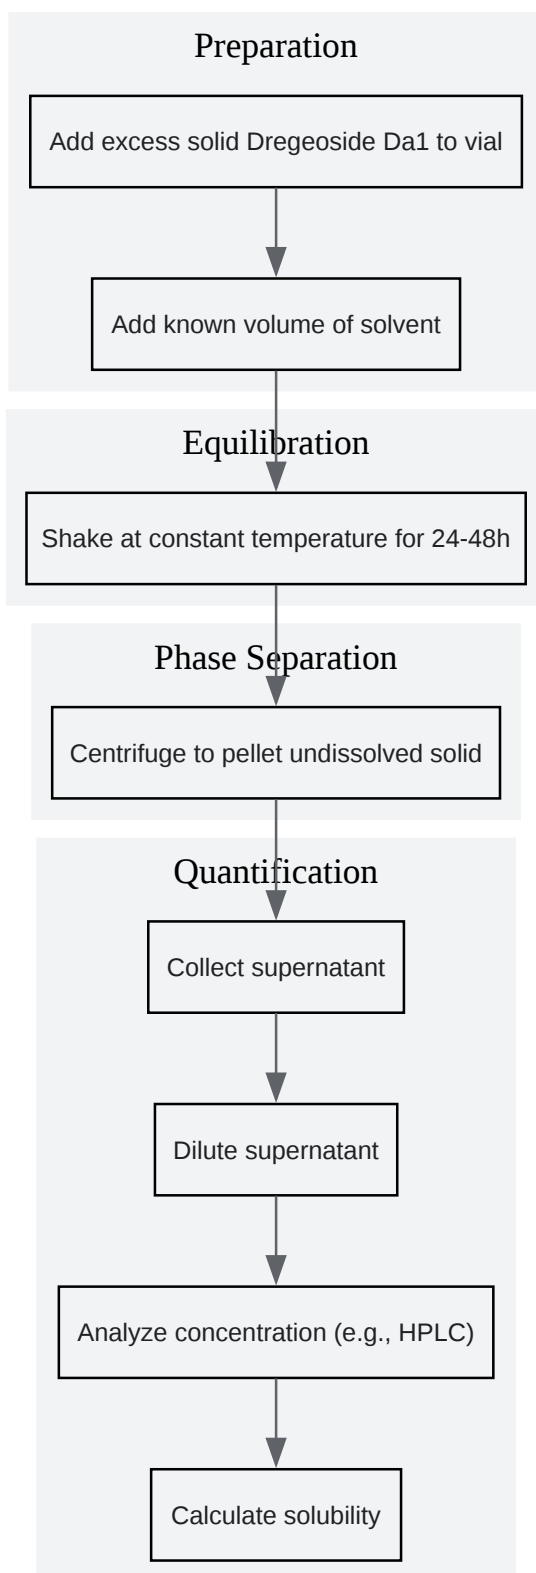 Preparation
Add excess solid Dregeoside Da1 to vial
Add known volume of solvent
Equilibration
Shake at constant temperature for 24-48h
Phase Separation
Centrifuge to pellet undissolved solid
Quantification
Collect supernatant
Dilute supernatant
Analyze concentration (e.g., HPLC)
Calculate solubility